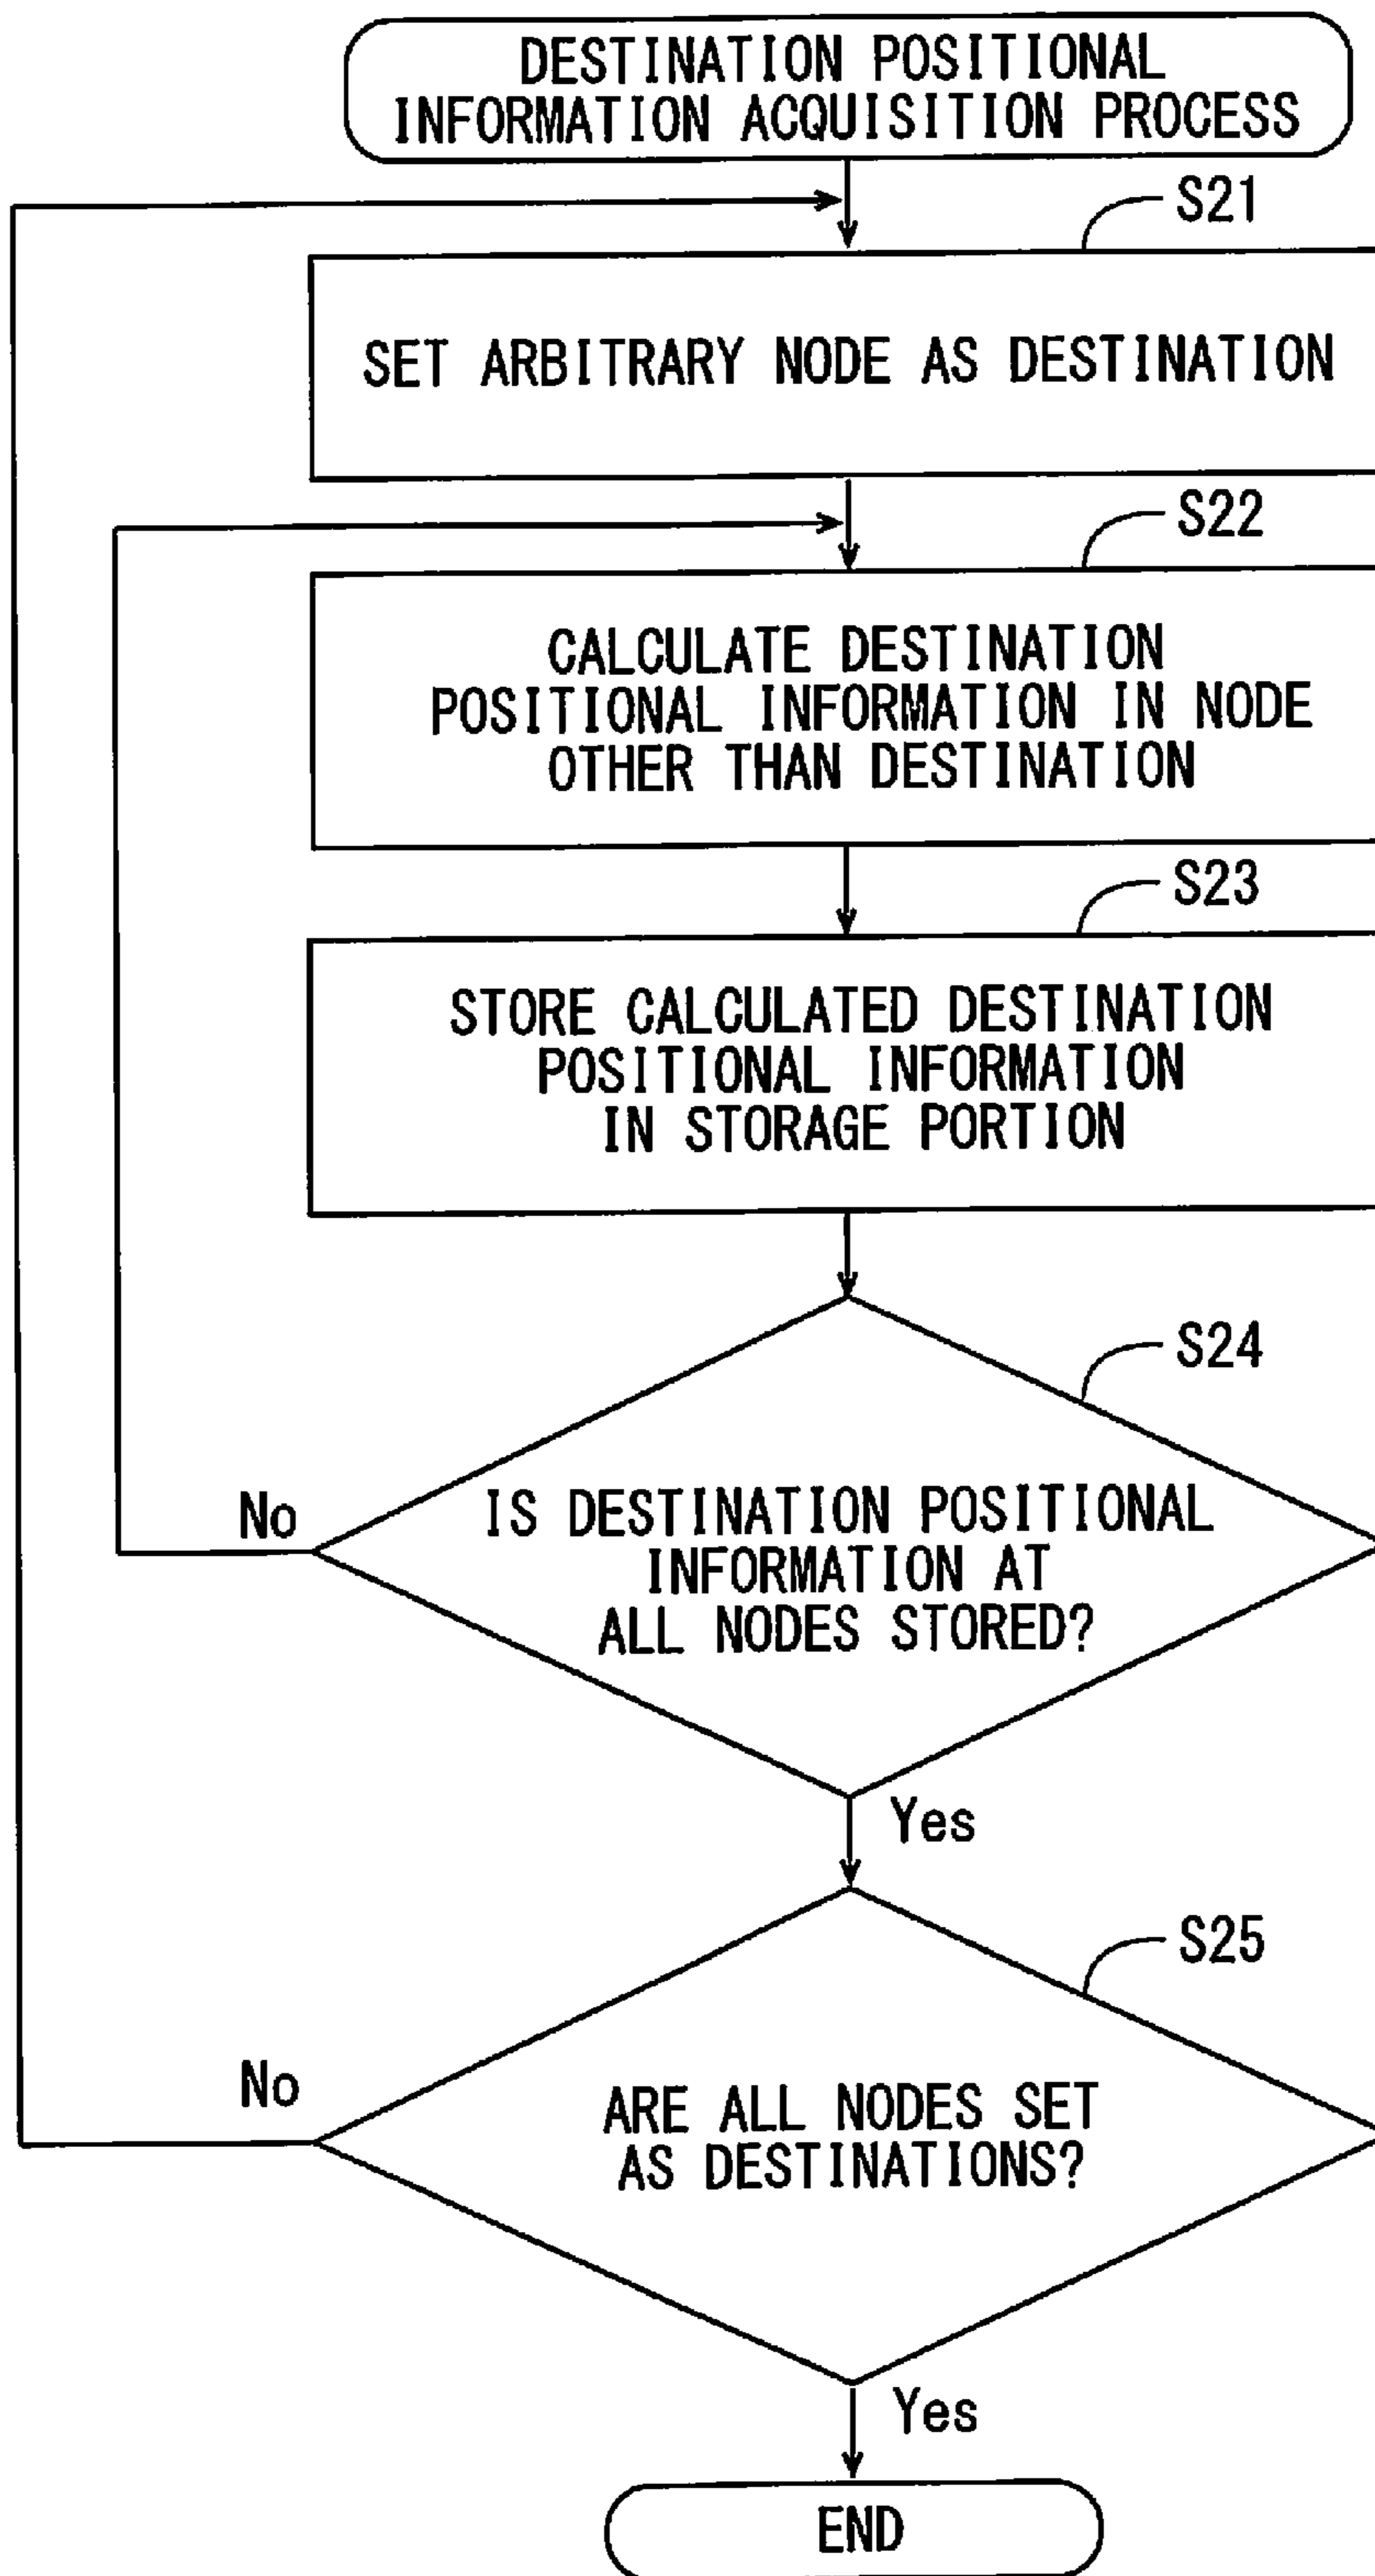 DESTINATION POSITIONAL
INFORMATION ACQUISITION PROCESS
S21
SET ARBITRARY NODE AS DESTINATION
S22
CALCULATE DESTINATION
POSITIONAL INFORMATION IN NODE
OTHER THAN DESTINATION
S23
STORE CALCULATED DESTINATION
POSITIONAL INFORMATION
IN STORAGE PORTION
S24
No
IS DESTINATION POSITIONAL
INFORMATION AT
ALL NODES STORED?
Yes
S25
No
ARE ALL NODES SET
AS DESTINATIONS?
Yes
END